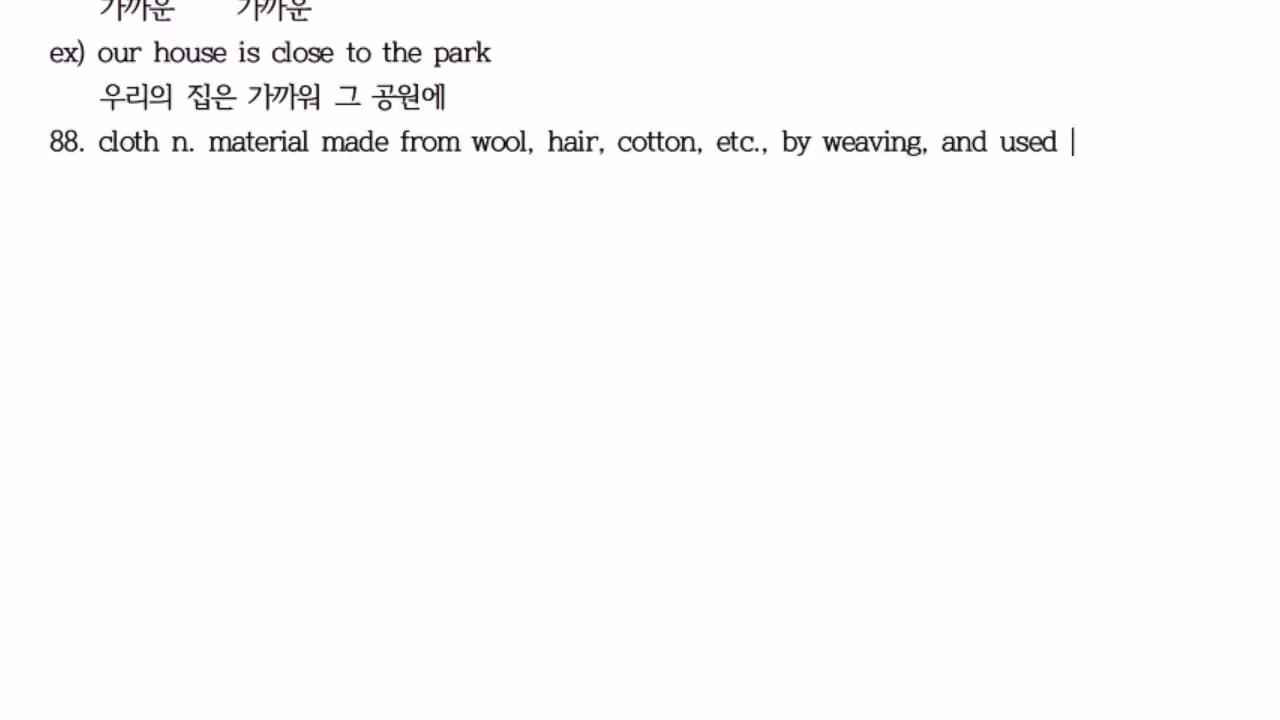 가까운 가까운
ex) our house is close to the park
우리의 집은 가까워 그 공원에
88. cloth n. material made from wool, hair, cotton, etc., by weaving, and used